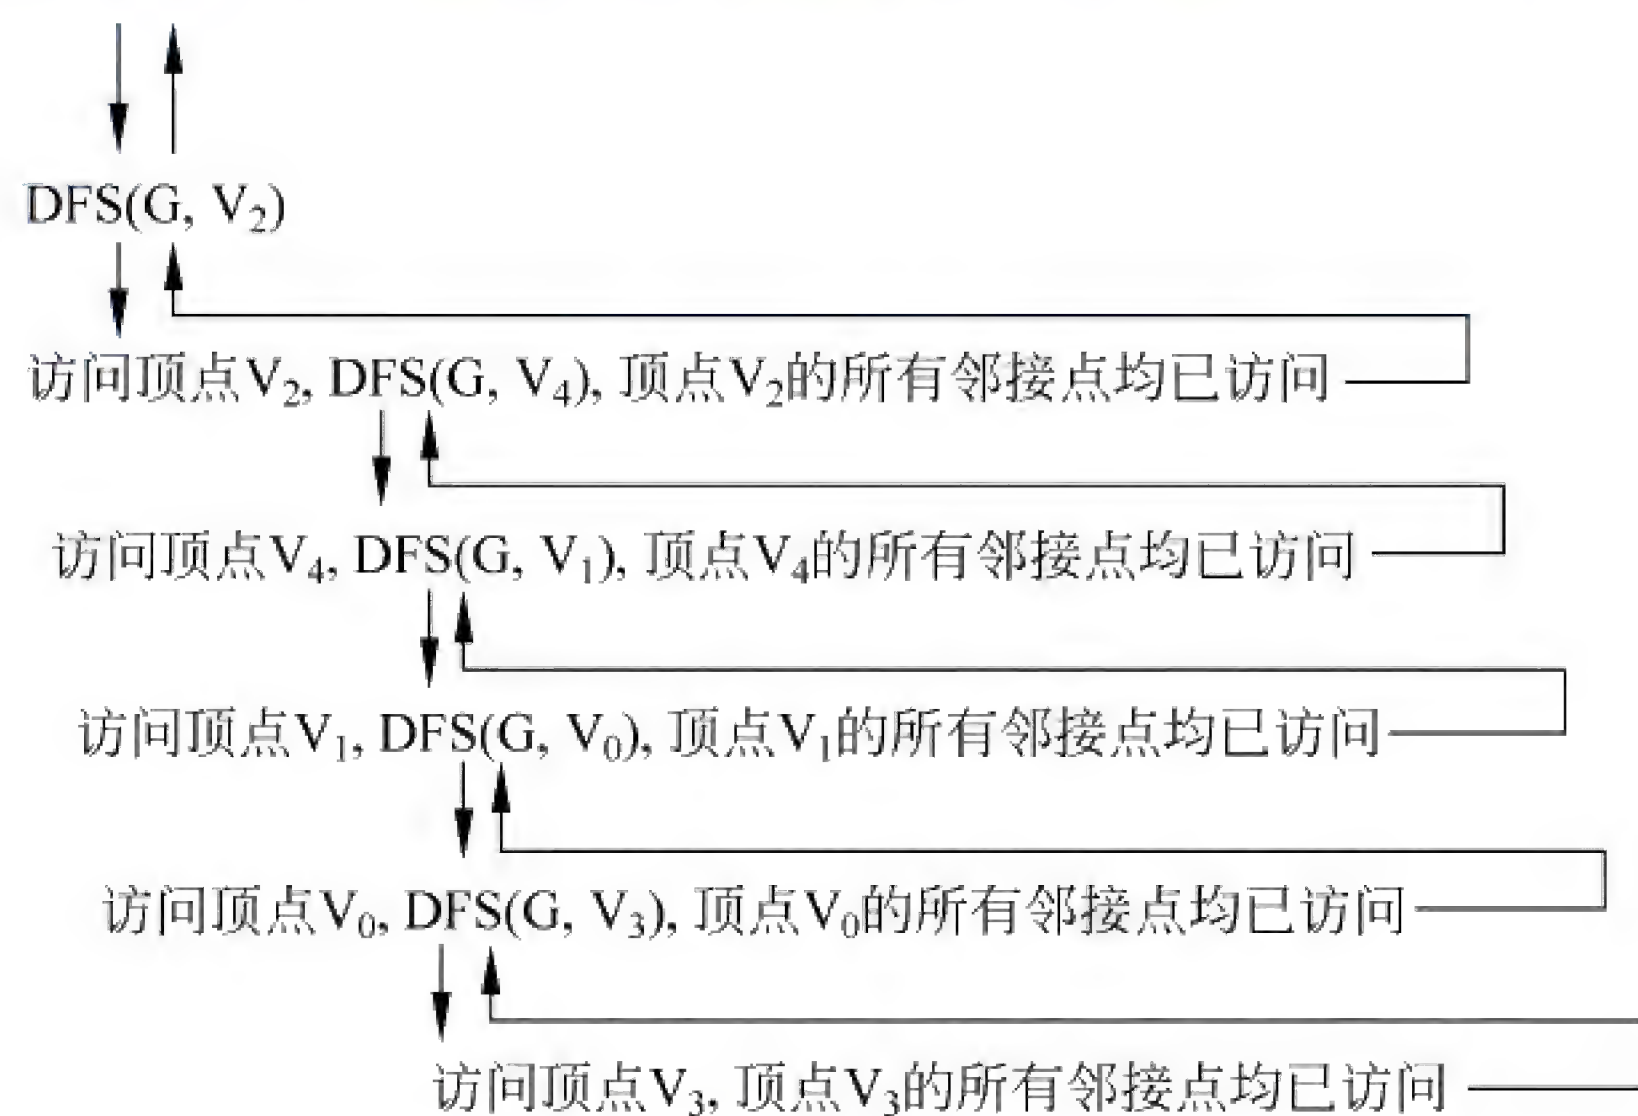 DFS(G, V₂)
访问顶点V₂, DFS(G, V₄), 顶点V₂的所有邻接点均已访问
访问顶点V₄, DFS(G, V₁), 顶点V₄的所有邻接点均已访问
访问顶点V₁, DFS(G, V₀), 顶点V₁的所有邻接点均已访问
访问顶点V₀, DFS(G, V₃), 顶点V₀的所有邻接点均已访问
访问顶点V₃, 顶点V₃的所有邻接点均已访问